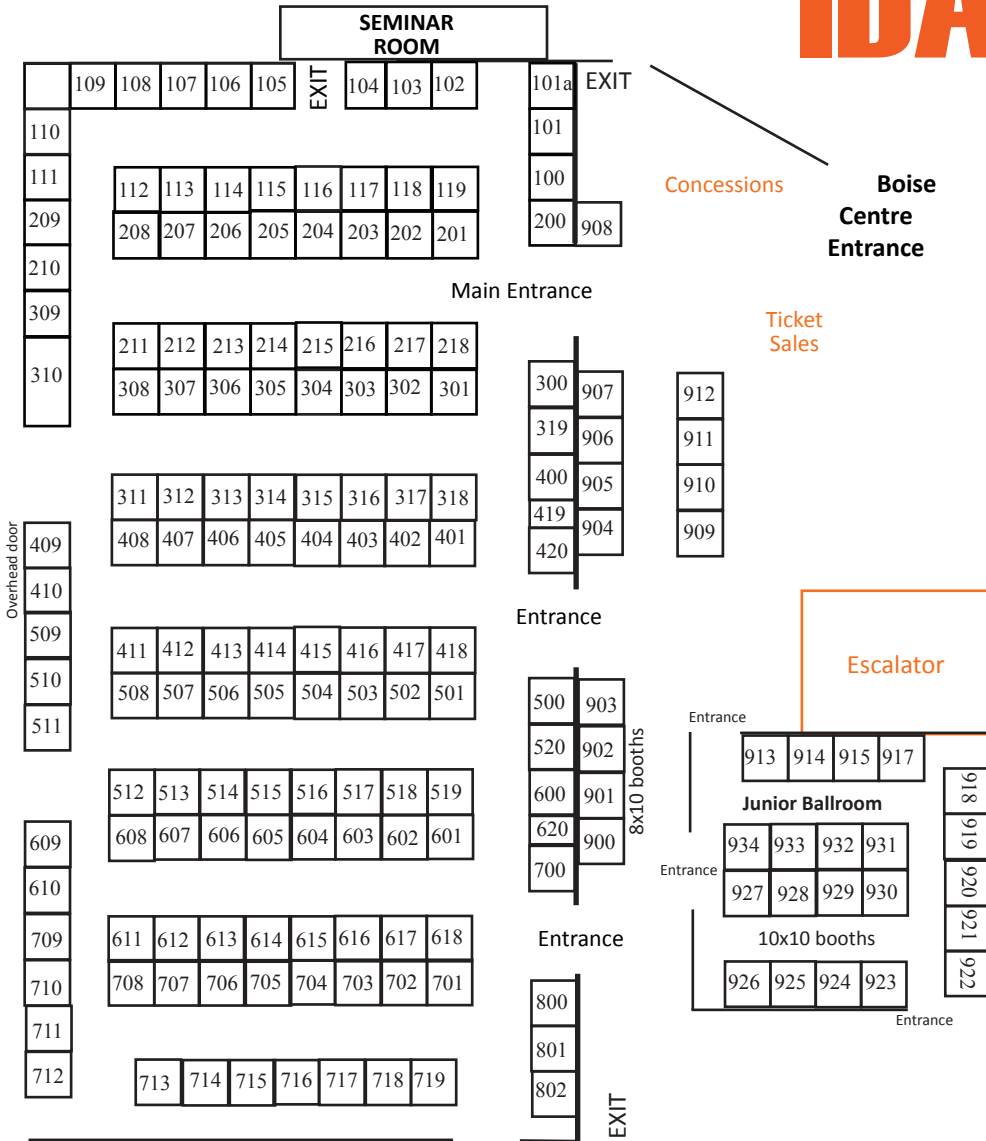 IDA
SEMINAR
ROOM
109 108 107 106 105 EXIT 104 103 102 101a EXIT
110 101
111 112 113 114 115 116 117 118 119 100 Concessions Boise
209 208 207 206 205 204 203 202 201 200 908 Centre
Entrance
210
Main Entrance
309
Ticket
Sales
310 211 212 213 214 215 216 217 218
308 307 306 305 304 303 302 301 300 907 912
319 906 911
311 312 313 314 315 316 317 318 400 905 910
419 904 909
Overhead door 409 408 407 406 405 404 403 402 401 420
410
Entrance
509 411 412 413 414 415 416 417 418 Escalator
510 508 507 506 505 504 503 502 501 500 903
Entrance
511 520 902 8x10 booths 913 914 915 917
512 513 514 515 516 517 518 519 600 901 Junior Ballroom 918
609 608 607 606 605 604 603 602 601 620 900 934 933 932 931 919
610 700 Entrance 927 928 929 930 920
709 611 612 613 614 615 616 617 618 Entrance 10x10 booths 921
710 708 707 706 705 704 703 702 701 800 926 925 924 923 922
Entrance
711 801
712 713 714 715 716 717 718 719 802 EXIT